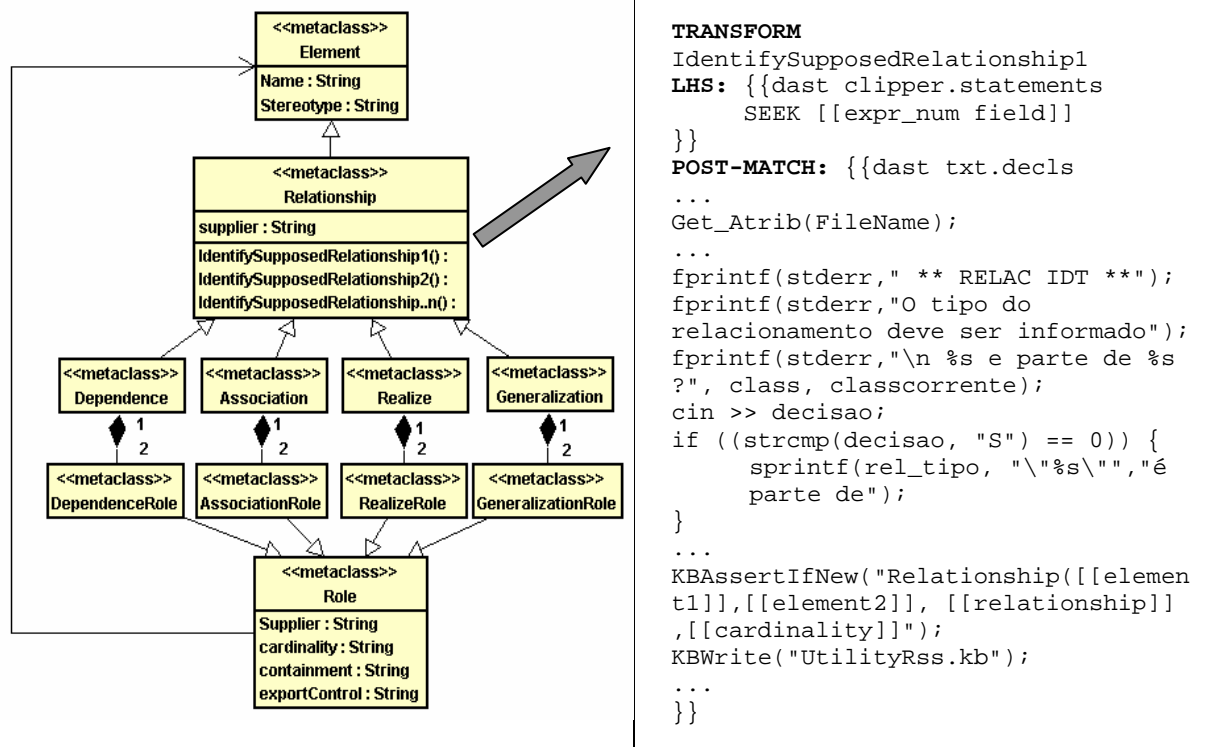 <<metaclass>>
Element
Name : String
Stereotype : String
<<metaclass>>
Relationship
supplier : String
IdentifySupposedRelationship1() :
IdentifySupposedRelationship2() :
IdentifySupposedRelationship..n() :
<<metaclass>>
Dependence
<<metaclass>>
Association
<<metaclass>>
Realize
<<metaclass>>
Generalization
1
2
1
2
1
2
1
2
<<metaclass>>
DependenceRole
<<metaclass>>
AssociationRole
<<metaclass>>
RealizeRole
<<metaclass>>
GeneralizationRole
<<metaclass>>
Role
Supplier : String
cardinality : String
containment : String
exportControl : String
TRANSFORM
IdentifySupposedRelationship1
LHS: {{dast clipper.statements
SEEK [[expr_num field]]
}}
POST-MATCH: {{dast txt.decls
...
Get_Atrib(FileName);
...
fprintf(stderr," ** RELAC IDT **");
fprintf(stderr,"O tipo do
relacionamento deve ser informado");
fprintf(stderr,"\n %s e parte de %s
?", class, classcorrente);
cin >> decisao;
if ((strcmp(decisao, "S") == 0)) {
sprintf(rel_tipo, "\"%s\"","é
parte de");
}
...
KBAssertIfNew("Relationship([[elemen
t1]],[[element2]], [[relationship]]
,[[cardinality]]");
KBWrite("UtilityRss.kb");
...
}}